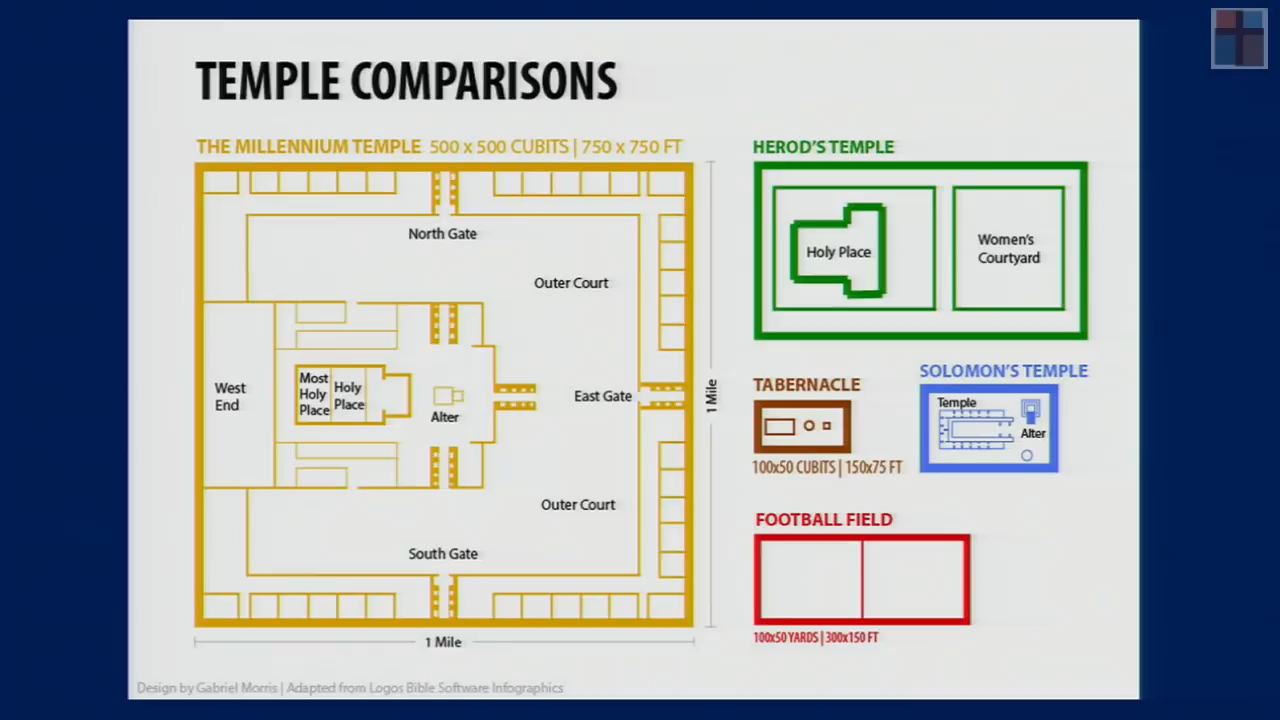 TEMPLE COMPARISONS
THE MILLENNIUM TEMPLE 500 x 500 CUBITS | 750 x 750 FT
North Gate
Outer Court
West
End
Most
Holy
Place
Holy
Place
Alter
East Gate
Outer Court
South Gate
1 Mile
1 Mile
HEROD'S TEMPLE
Holy Place
Women's
Courtyard
TABERNACLE
100x50 CUBITS | 150x75 FT
SOLOMON'S TEMPLE
Temple
Alter
FOOTBALL FIELD
100x50 YARDS | 300x150 FT
Design by Gabriel Morris | Adapted from Logos Bible Software Infographics